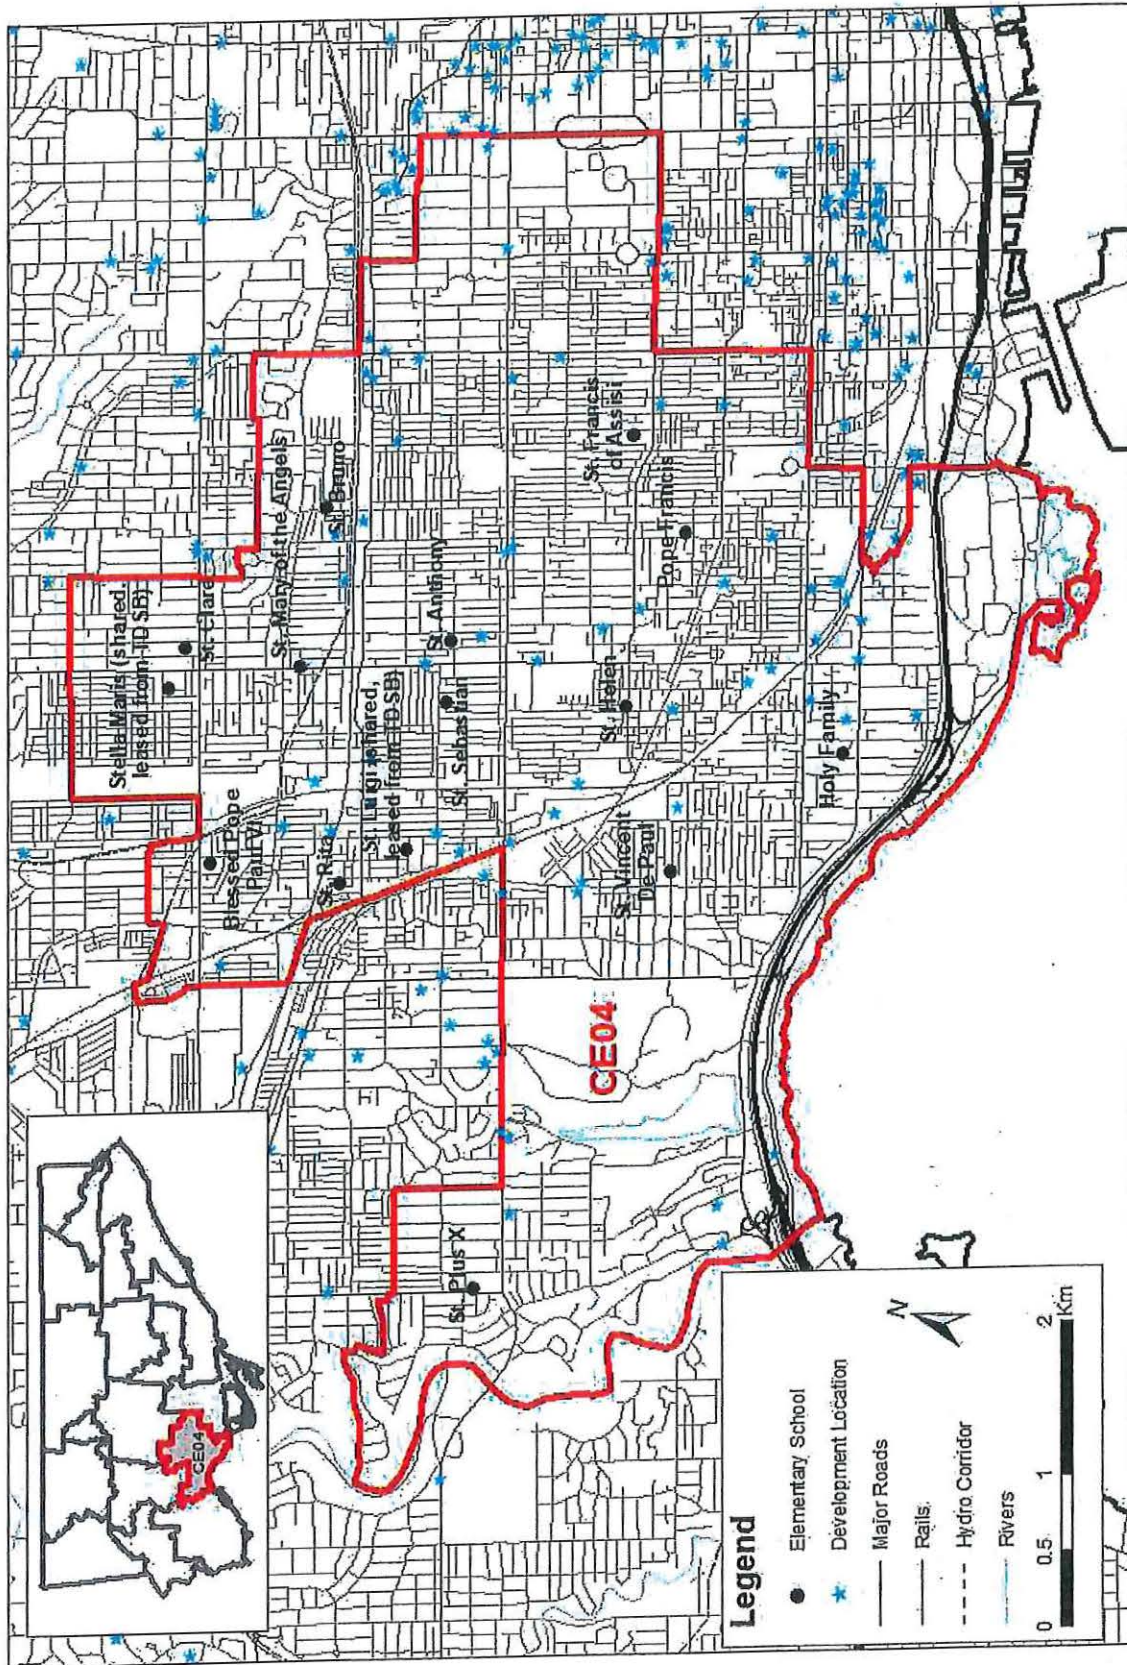 Stella Maris (shared,
leased from TDSB)
St. Clare
St. Mary of the Angels
St. Bruno
Blessed Pope
Paul VI
St. Rita
St. Luigi (shared,
leased from TDSB)
St. Anthony
St. Sebastian
St. Francis
of Assisi
Pope Francis
St. Helen
St. Vincent
De Paul
Holy Family
St. Pius X
CE04
CE04
Legend
Elementary School
Development Location
Major Roads
Rails
Hydro Corridor
Rivers
N
0 0.5 1 2
Km